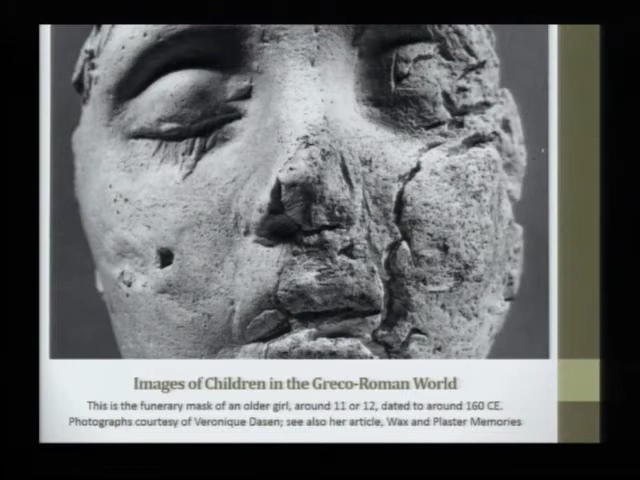 Images of Children in the Greco-Roman World
This is the funerary mask of an older girl, around 11 or 12, dated to around 160 CE.
Photographs courtesy of Veronique Dasen; see also her article, Wax and Plaster Memories